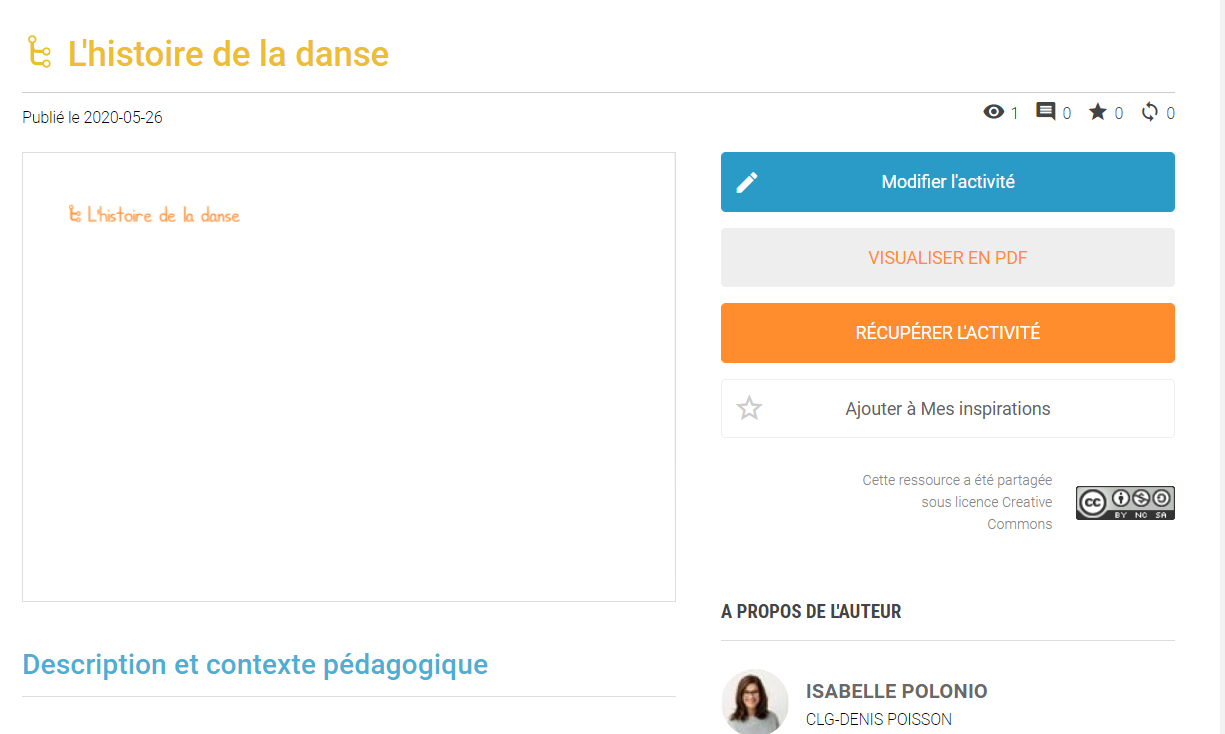 L'histoire de la danse
Publié le 2020-05-26
1 0 0 0
L'histoire de la danse
Modifier l'activité
VISUALISER EN PDF
RÉCUPÉRER L'ACTIVITÉ
Ajouter à Mes inspirations
Cette ressource a été partagée
sous licence Creative
Commons
cc BY NC SA
A PROPOS DE L'AUTEUR
Description et contexte pédagogique
ISABELLE POLONIO
CLG-DENIS POISSON